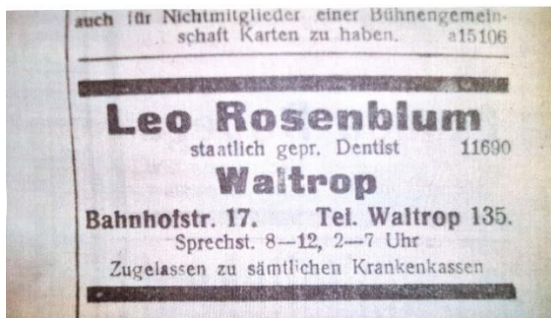 auch für Nichtmitglieder einer Bühnengemein-
schaft Karten zu haben. a15106
Leo Rosenblum
staatlich gepr. Dentist 11690
Waltrop
Bahnhofstr. 17. Tel. Waltrop 135.
Sprechst. 8—12, 2—7 Uhr
Zugelassen zu sämtlichen Krankenkassen